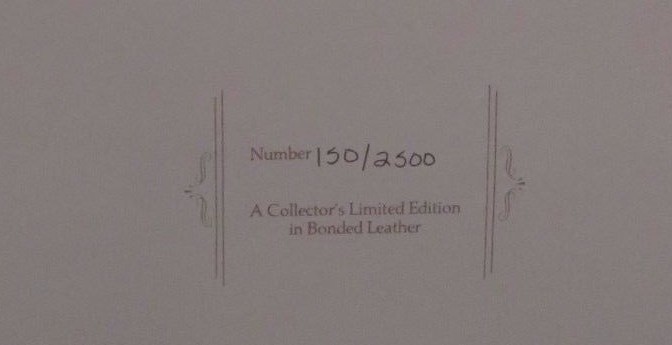 Number 150/2500
A Collector's Limited Edition
in Bonded Leather